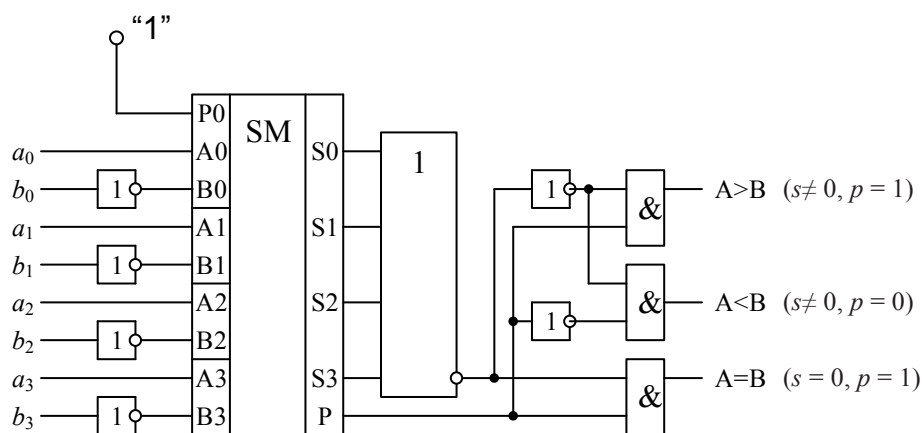 “1”
P0
SM
a₀ A0 S0 1
b₀ 1 B0 1 A>B (s≠ 0, p = 1)
&
a₁ A1 S1
b₁ 1 B1
a₂ A2 S2 & A<B (s≠ 0, p = 0)
b₂ 1 B2 1
a₃ A3 S3 A=B (s = 0, p = 1)
&
b₃ 1 B3 P